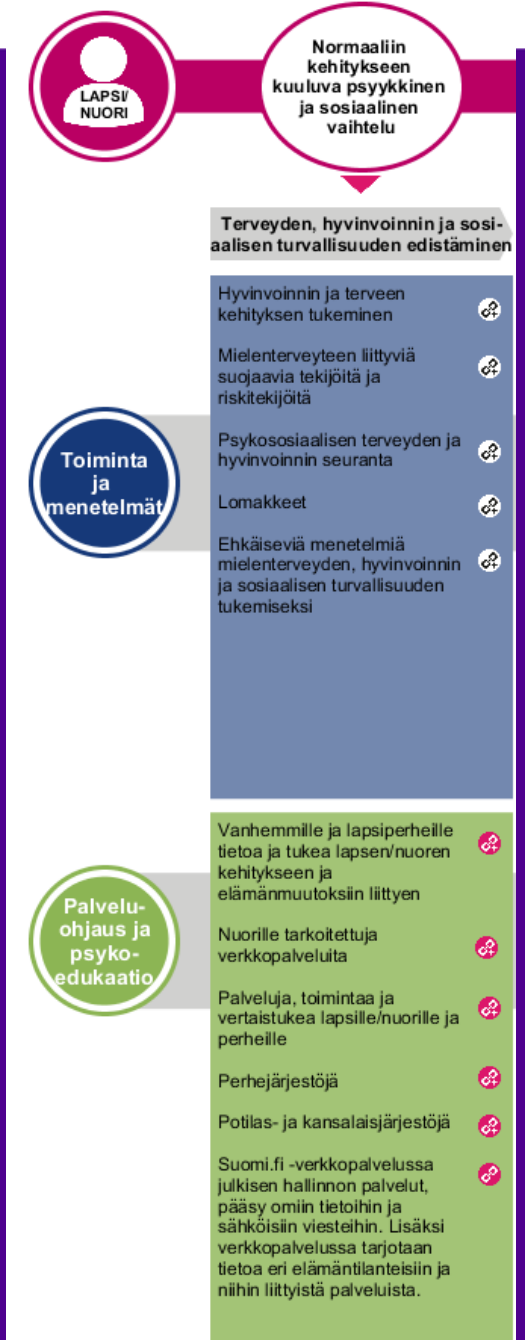 LAPSI/
NUORI
Normaaliin
kehitykseen
kuuluva psyykkinen
ja sosiaalinen
vaihtelu
Terveyden, hyvinvoinnin ja sosi-
aalisen turvallisuuden edistäminen
Toiminta
ja
menetelmät
Hyvinvoinnin ja terveen
kehityksen tukeminen
Mielenterveyteen liittyviä
suojaavia tekijöitä ja
riskitekijöitä
Psykososiaalisen terveyden ja
hyvinvoinnin seuranta
Lomakkeet
Ehkäiseviä menetelmiä
mielenterveyden, hyvinvoinnin
ja sosiaalisen turvallisuuden
tukemiseksi
Palvelu-
ohjaus ja
psyko-
edukaatio
Vanhemmille ja lapsiperheille
tietoa ja tukea lapsen/nuoren
kehitykseen ja
elämänmuutoksiin liittyen
Nuorille tarkoitettuja
verkkopalveluita
Palveluja, toimintaa ja
vertaistukea lapsille/nuorille ja
perheille
Perhejärjestöjä
Potilas- ja kansalaisjärjestöjä
Suomi.fi -verkkopalvelussa
julkisen hallinnon palvelut,
pääsy omiin tietoihin ja
sähköisiin viesteihin. Lisäksi
verkkopalvelussa tarjotaan
tietoa eri elämäntilanteisiin ja
niihin liittyistä palveluista.